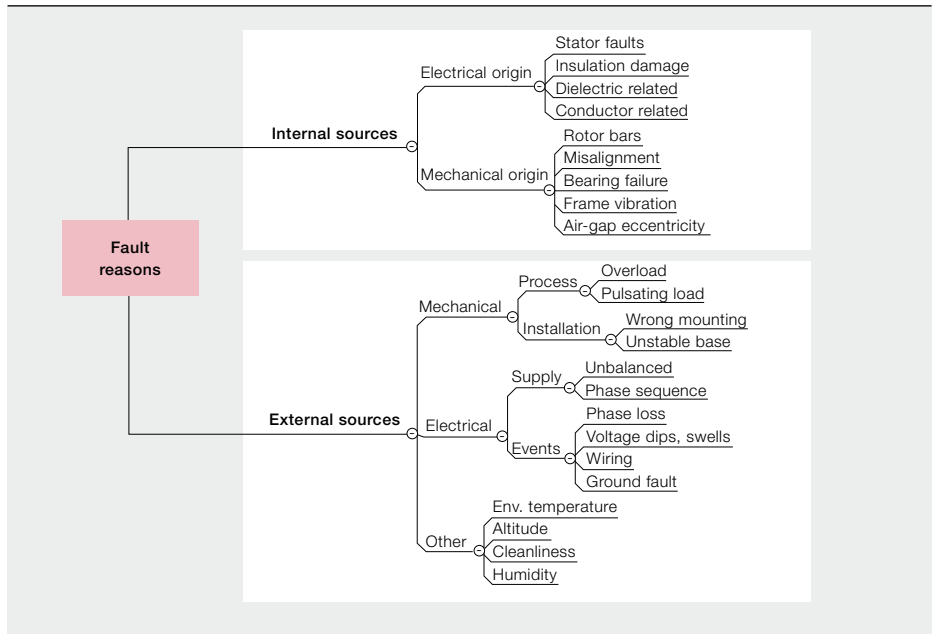 Fault
reasons
Internal sources
Electrical origin
Stator faults
Insulation damage
Dielectric related
Conductor related
Mechanical origin
Rotor bars
Misalignment
Bearing failure
Frame vibration
Air-gap eccentricity
External sources
Mechanical
Process
Overload
Pulsating load
Installation
Wrong mounting
Unstable base
Electrical
Supply
Unbalanced
Phase sequence
Events
Phase loss
Voltage dips, swells
Wiring
Ground fault
Other
Env. temperature
Altitude
Cleanliness
Humidity